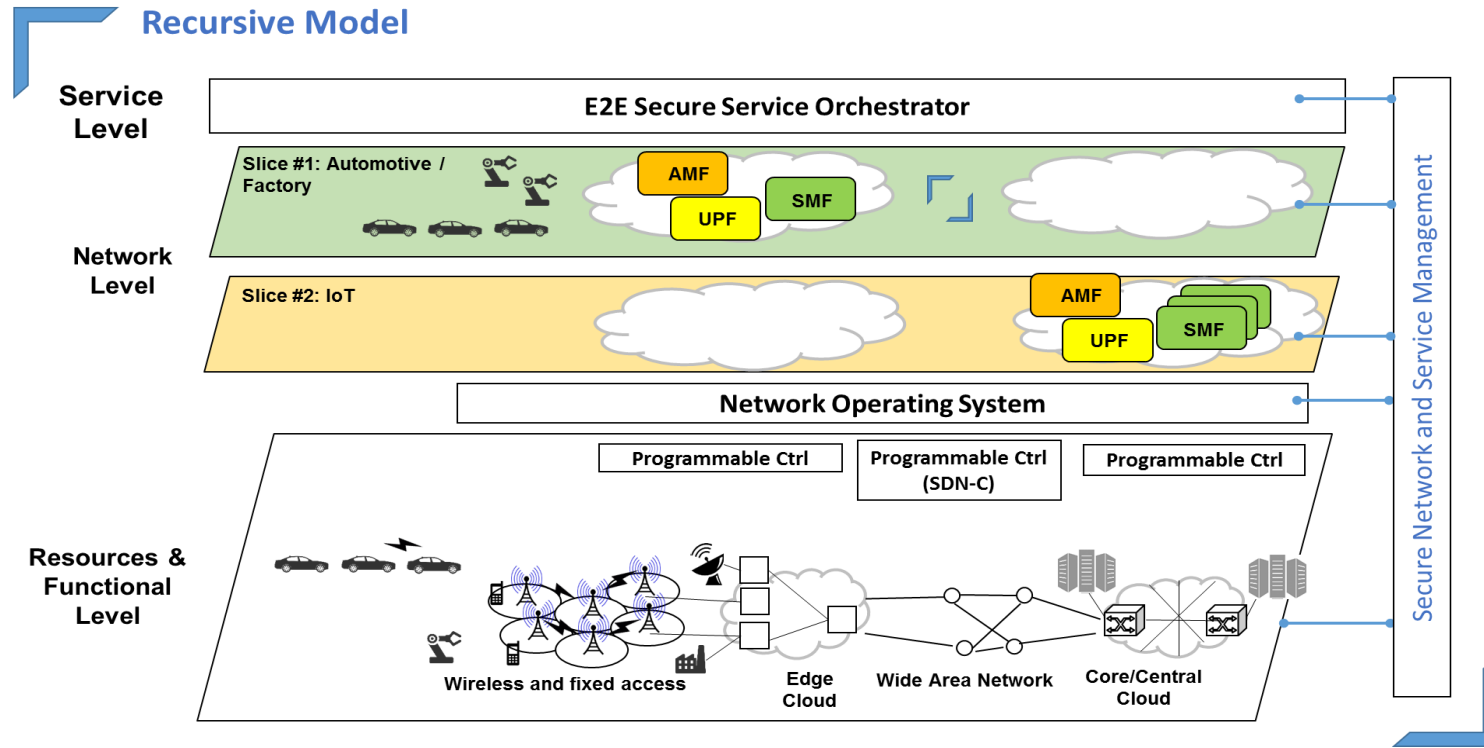 Recursive Model
Service
Level
E2E Secure Service Orchestrator
Slice #1: Automotive /
Factory
AMF
UPF
SMF
Network
Level
Slice #2: IoT
AMF
UPF
SMF
Network Operating System
Programmable Ctrl
Programmable Ctrl
(SDN-C)
Programmable Ctrl
Resources &
Functional
Level
Wireless and fixed access
Edge
Cloud
Wide Area Network
Core/Central
Cloud
Secure Network and Service Management